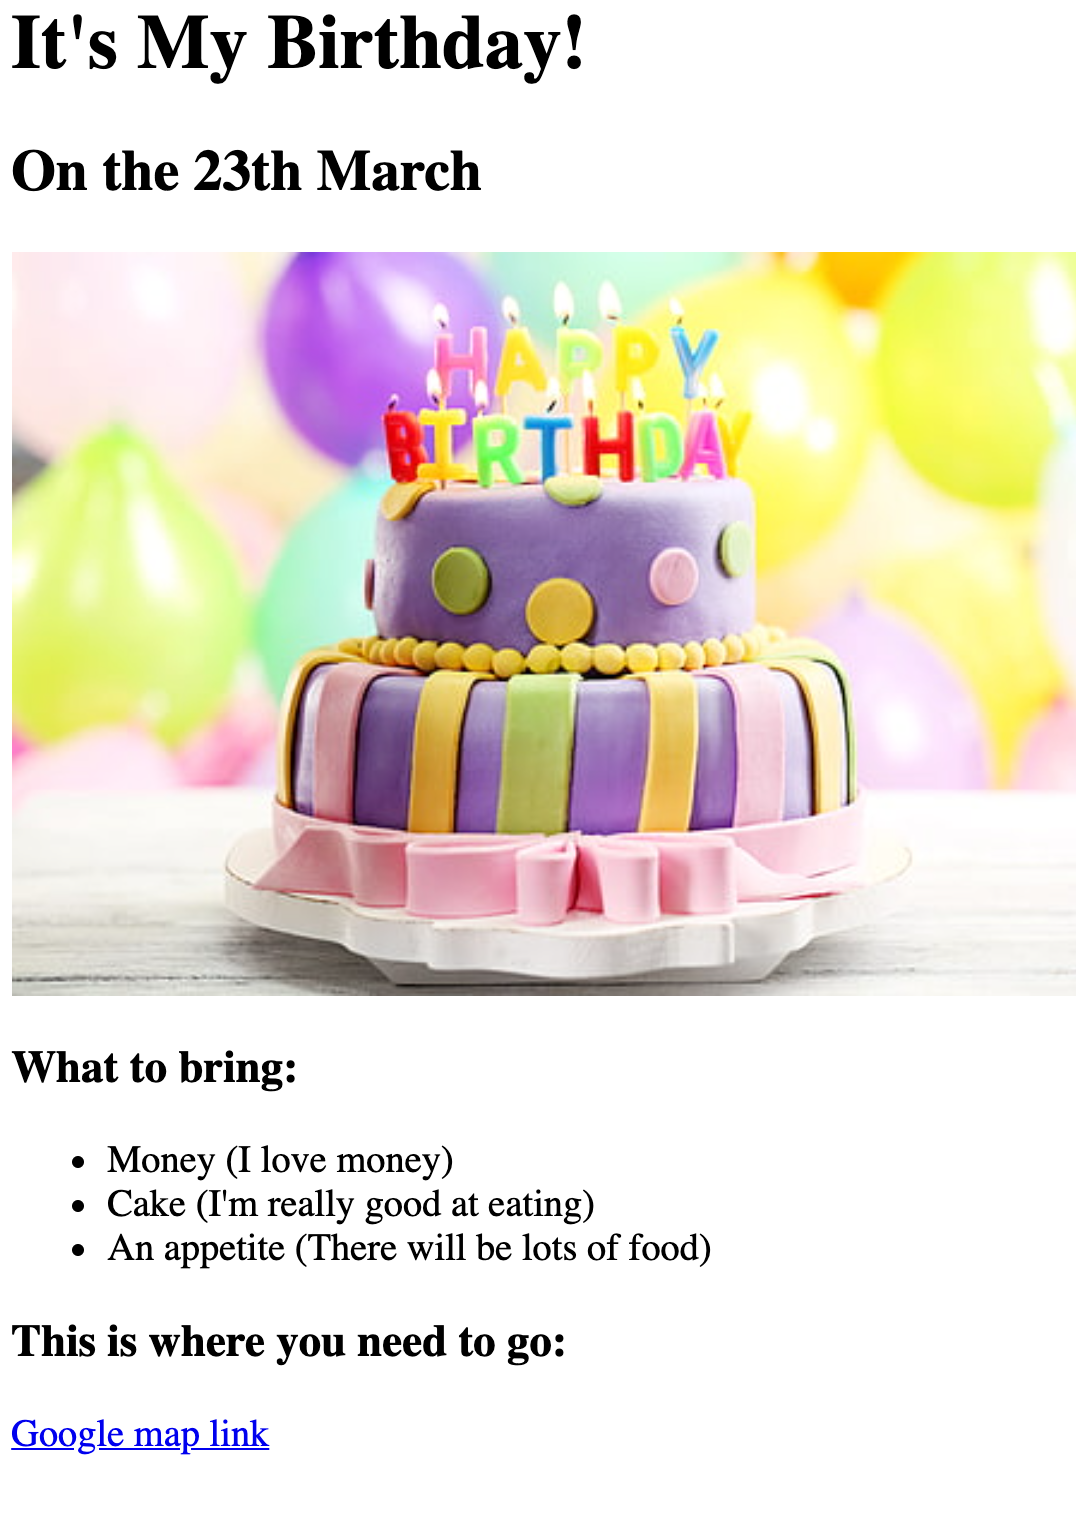 It's My Birthday!
On the 23th March
HAPPY
BIRTHDAY
What to bring:
Money (I love money)
Cake (I'm really good at eating)
An appetite (There will be lots of food)
This is where you need to go:
Google map link